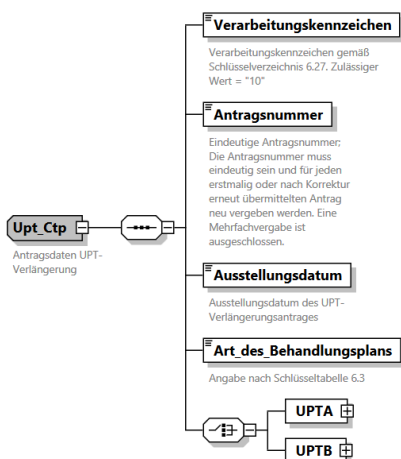 Verarbeitungskennzeichen
Verarbeitungskennzeichen gemäß
Schlüsselverzeichnis 6.27. Zulässiger
Wert = "10"
Antragsnummer
Eindeutige Antragsnummer;
Die Antragsnummer muss
eindeutig sein und für jeden
erstmalig oder nach Korrektur
erneut übermittelten Antrag
neu vergeben werden. Eine
Mehrfachvergabe ist
ausgeschlossen.
Upt_Ctp
Antragsdaten UPT-
Verlängerung
Ausstellungsdatum
Ausstellungsdatum des UPT-
Verlängerungsantrages
Art_des_Behandlungsplans
Angabe nach Schlüsseltabelle 6.3
UPTA
UPTB